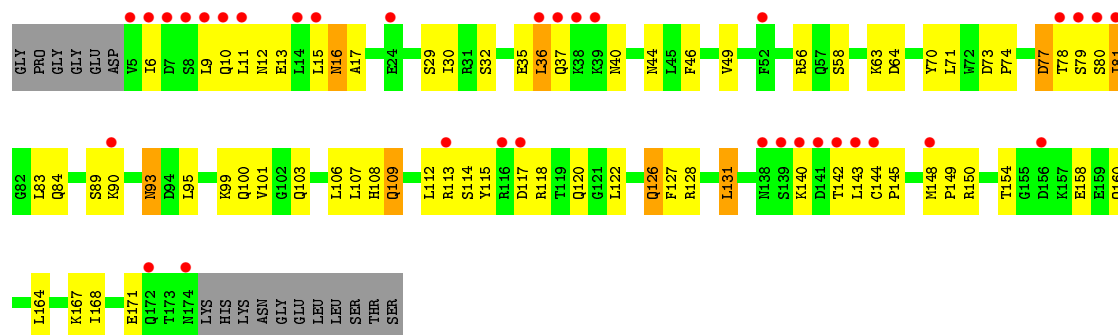 GLY PRO GLY GLY GLU ASP V5 I6 D7 S8 L9 Q10 L11 N12 E13 L14 L15 N16 A17 E24 S29 I30 R31 S32 E35 L36 Q37 K38 K39 N40 N44 L45 F46 V49 F52 R56 Q57 S58 K63 D64 Y70 L71 W72 D73 P74 D77 T78 S79 S80 I81
G82 L83 Q84 S89 K90 N93 D94 L95 K99 Q100 V101 G102 Q103 L106 L107 H108 Q109 L112 R113 S114 Y115 R116 D117 R118 T119 Q120 G121 L122 Q126 F127 R128 L131 N138 S139 K140 D141 T142 L143 C144 P145 M148 P149 R150 T154 G155 D156 K157 E158 E159 Q160
L164 K167 I168 E171 Q172 T173 N174 LYS HIS LYS ASN GLY GLU LEU LEU SER THR SER